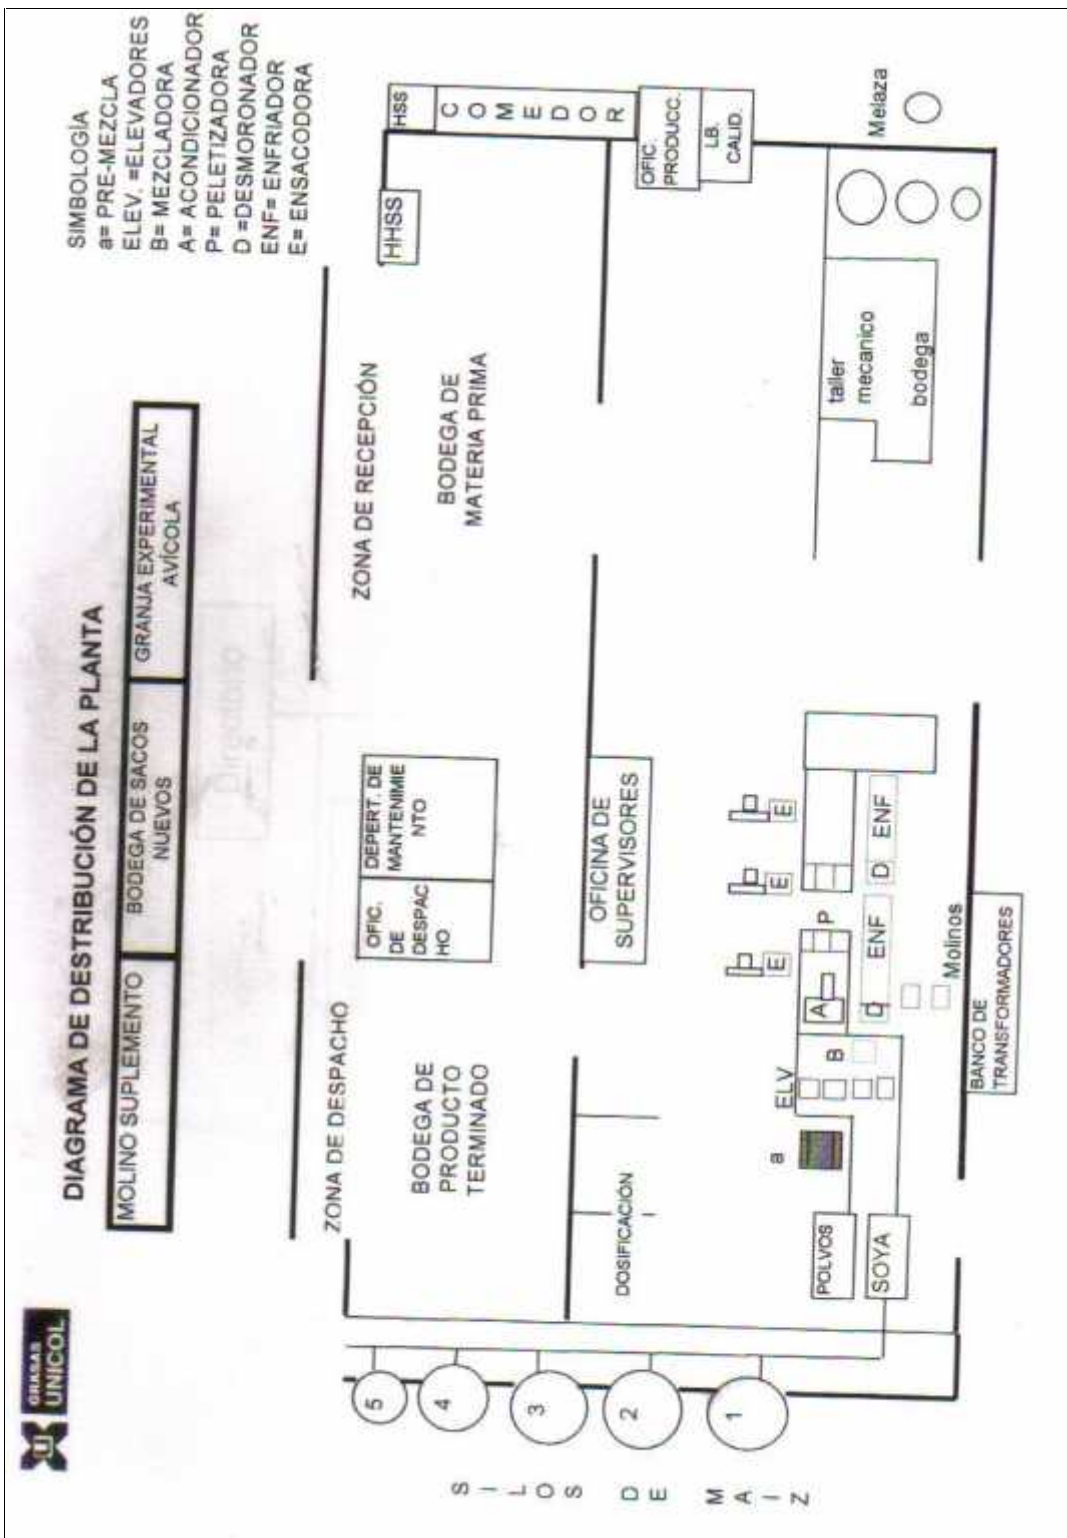 GRASAS
UNICOL
DIAGRAMA DE DESTRIBUCIÓN DE LA PLANTA
MOLINO SUPLEMENTO
BODEGA DE SACOS
NUEVOS
GRANJA EXPERIMENTAL
AVÍCOLA
SIMBOLOGÍA
a= PRE-MEZCLA
ELEV. =ELEVADORES
B= MEZCLADORA
A= ACONDICIONADOR
P= PELETIZADORA
D =DESMORONADOR
ENF= ENFRIADOR
E= ENSACODORA
ZONA DE DESPACHO
ZONA DE RECEPCIÓN
HHSS
HSS
C
O
M
E
D
O
R
OFIC.
DE
DESPAC
HO
DEPERT. DE
MANTENIMIE
NTO
BODEGA DE
PRODUCTO
TERMINADO
BODEGA DE
MATERIA PRIMA
OFICINA DE
SUPERVISORES
OFIC.
PRODUCC.
LB.
CALID.
DOSIFICACIÓN
S
I
L
O
S
D
E
M
A
I
Z
5
4
3
2
1
POLVOS
SOYA
a
ELV
B
A
P
E
E
E
D
ENF
D
ENF
Molinos
BANCO DE
TRANSFORMADORES
taller
mecanico
bodega
Melaza